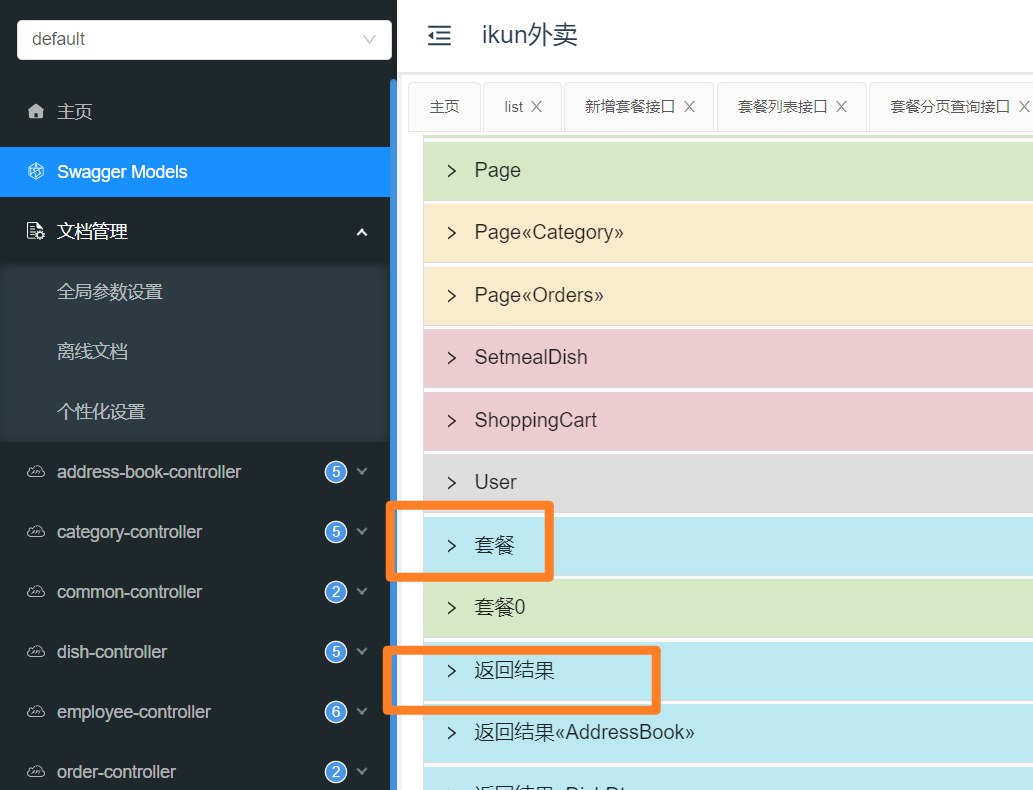 default
主页
Swagger Models
文档管理
全局参数设置
离线文档
个性化设置
address-book-controller 5
category-controller 5
common-controller 2
dish-controller 5
employee-controller 6
order-controller 2
ikun外卖
主页 list 新增套餐接口 套餐列表接口 套餐分页查询接口
Page
Page«Category»
Page«Orders»
SetmealDish
ShoppingCart
User
套餐
套餐0
返回结果
返回结果«AddressBook»